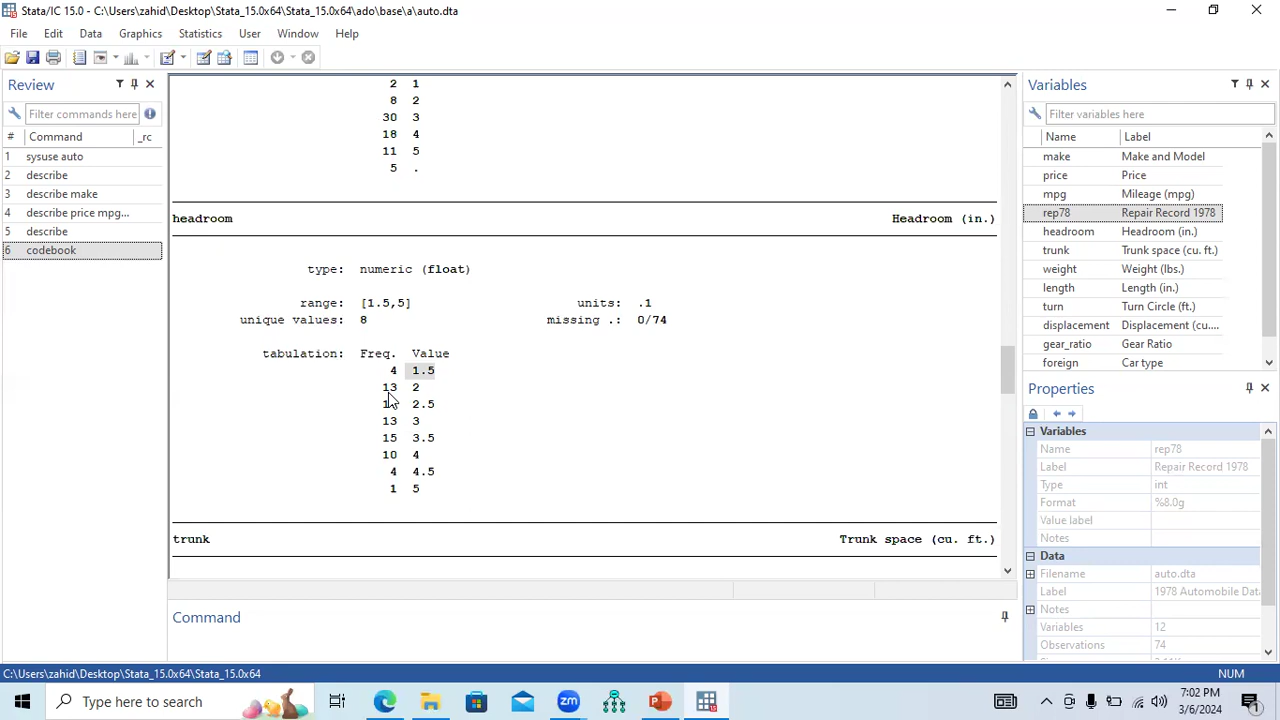 Stata/IC 15.0 - C:\Users\zahid\Desktop\Stata_15.0x64\Stata_15.0x64\ado\base\a\auto.dta
File Edit Data Graphics Statistics User Window Help
Review
Filter commands here
# Command _rc
1 sysuse auto
2 describe
3 describe make
4 describe price mpg...
5 describe
6 codebook
2 1
8 2
30 3
18 4
11 5
5 .
headroom Headroom (in.)
type: numeric (float)
range: [1.5,5] units: .1
unique values: 8 missing .: 0/74
tabulation: Freq. Value
4 1.5
13 2
2.5
13 3
15 3.5
10 4
4 4.5
1 5
trunk Trunk space (cu. ft.)
Command
C:\Users\zahid\Desktop\Stata_15.0x64\Stata_15.0x64
NUM
Variables
Filter variables here
Name Label
make Make and Model
price Price
mpg Mileage (mpg)
rep78 Repair Record 1978
headroom Headroom (in.)
trunk Trunk space (cu. ft.)
weight Weight (lbs.)
length Length (in.)
turn Turn Circle (ft.)
displacement Displacement (cu....
gear_ratio Gear Ratio
foreign Car type
Properties
Variables
Name rep78
Label Repair Record 1978
Type int
Format %8.0g
Value label
Notes
Data
Filename auto.dta
Label 1978 Automobile Data
Notes
Variables 12
Observations 74
Type here to search
7:02 PM
3/6/2024